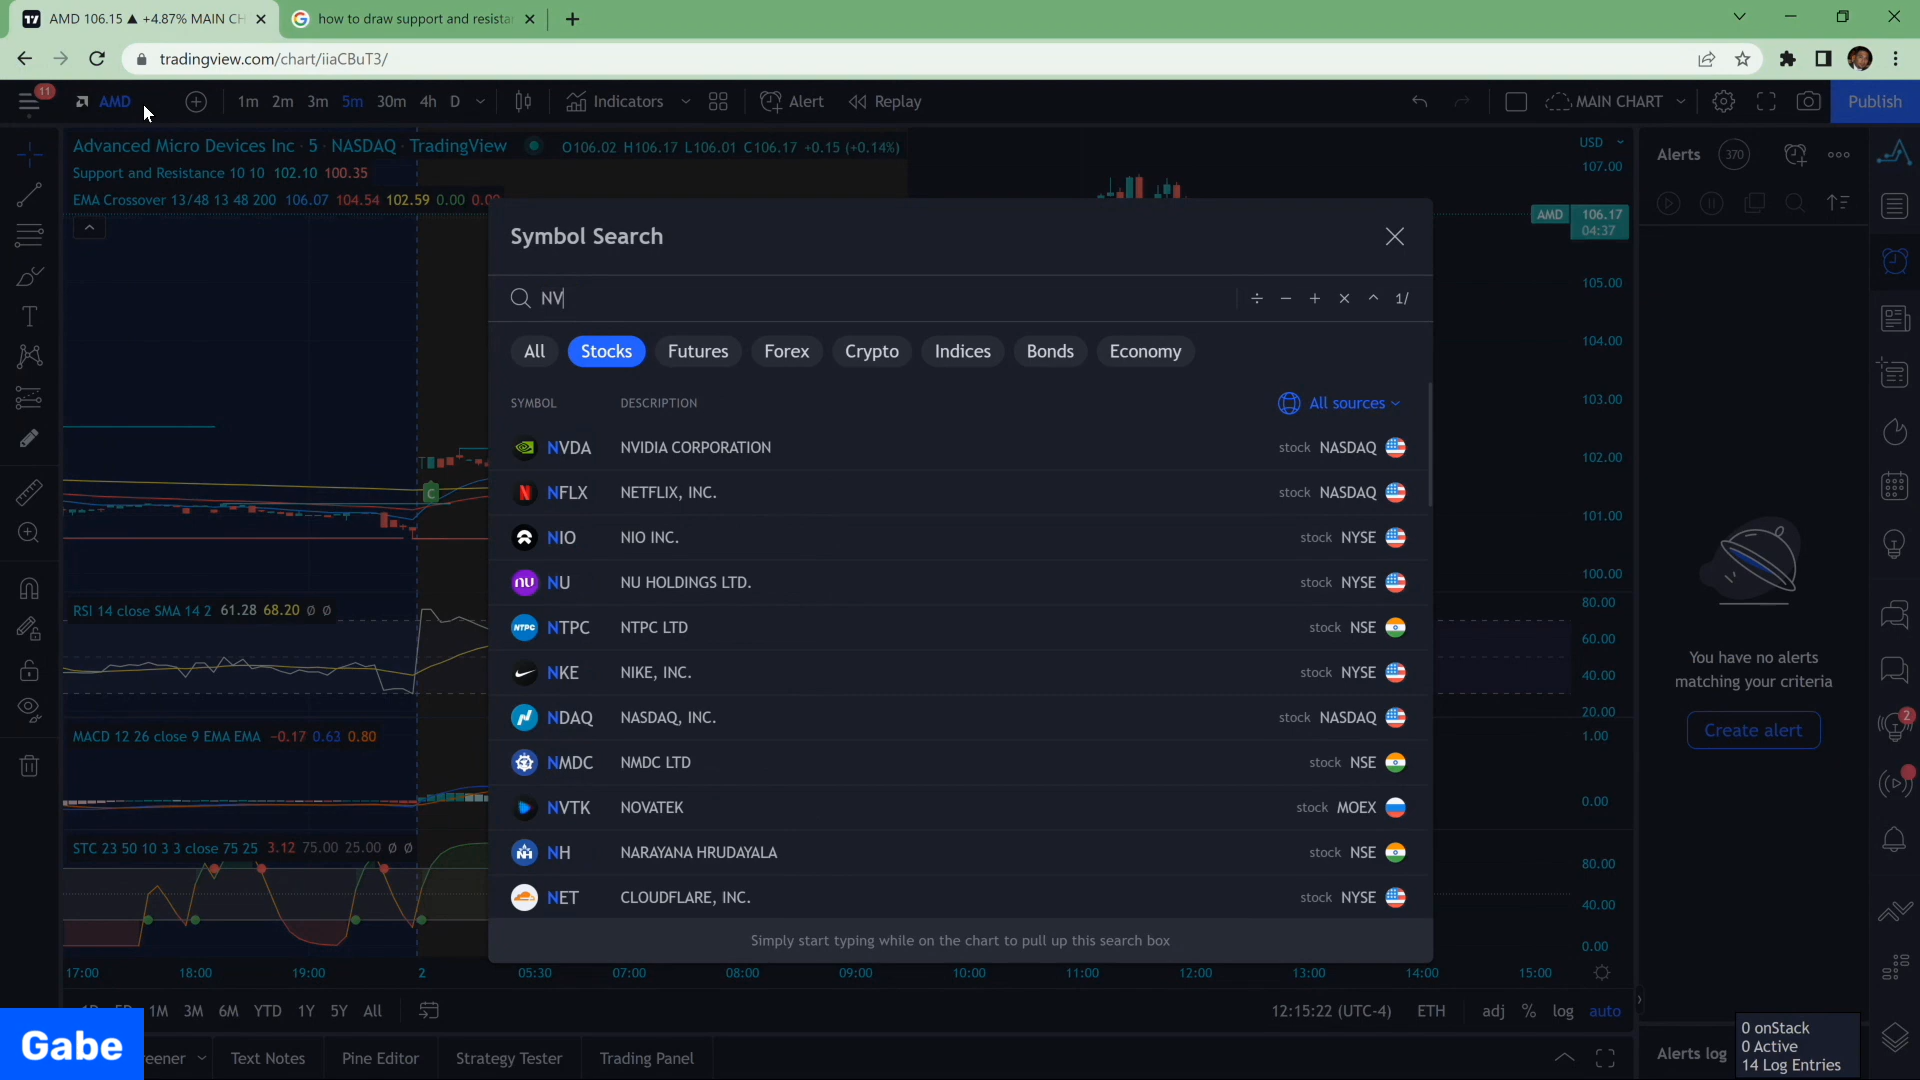 AMD 106.15 ▲ +4.87% MAIN CH
how to draw support and resista
tradingview.com/chart/iiaCBuT3/
11
AMD
1m 2m 3m 5m 30m 4h D
Indicators
Alert
Replay
MAIN CHART
Publish
Advanced Micro Devices Inc · 5 · NASDAQ · TradingView
O106.02 H106.17 L106.01 C106.17 +0.15 (+0.14%)
Support and Resistance 10 10 102.10 100.35
EMA Crossover 13/48 13 48 200 106.07 104.54 102.59 0.00 0.00
USD
107.00
AMD 106.17
04:37
105.00
104.00
103.00
102.00
101.00
100.00
80.00
60.00
40.00
20.00
1.00
0.00
80.00
40.00
0.00
Alerts 370
You have no alerts
matching your criteria
Create alert
2
Symbol Search
NV
÷ − + × ^ 1/
All Stocks Futures Forex Crypto Indices Bonds Economy
SYMBOL DESCRIPTION All sources
NVDA NVIDIA CORPORATION stock NASDAQ
NFLX NETFLIX, INC. stock NASDAQ
NIO NIO INC. stock NYSE
nu NU NU HOLDINGS LTD. stock NYSE
NTPC NTPC NTPC LTD stock NSE
NKE NIKE, INC. stock NYSE
NDAQ NASDAQ, INC. stock NASDAQ
NMDC NMDC LTD stock NSE
NVTK NOVATEK stock MOEX
NH NH NARAYANA HRUDAYALA stock NSE
NET CLOUDFLARE, INC. stock NYSE
Simply start typing while on the chart to pull up this search box
C
RSI 14 close SMA 14 2 61.28 68.20 ∅ ∅
MACD 12 26 close 9 EMA EMA −0.17 0.63 0.80
STC 23 50 10 3 3 close 75 25 3.12 75.00 25.00 ∅ ∅
17:00 18:00 19:00 2 05:30 07:00 08:00 09:00 10:00 11:00 12:00 13:00 14:00 15:00
1D 5D 1M 3M 6M YTD 1Y 5Y All
12:15:22 (UTC-4) ETH adj % log auto
Gabe
eener Text Notes Pine Editor Strategy Tester Trading Panel
Alerts log
0 onStack
0 Active
14 Log Entries